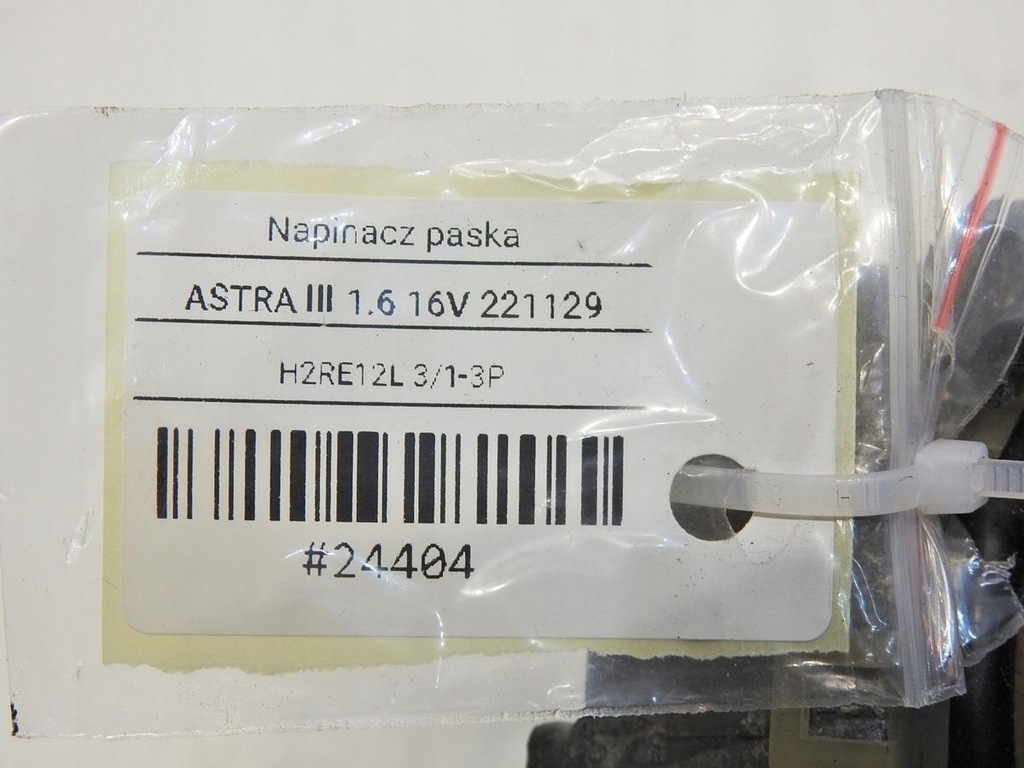 Napinacz paska
ASTRA III 1.6 16V 221129
H2RE12L 3/1-3P
#24404